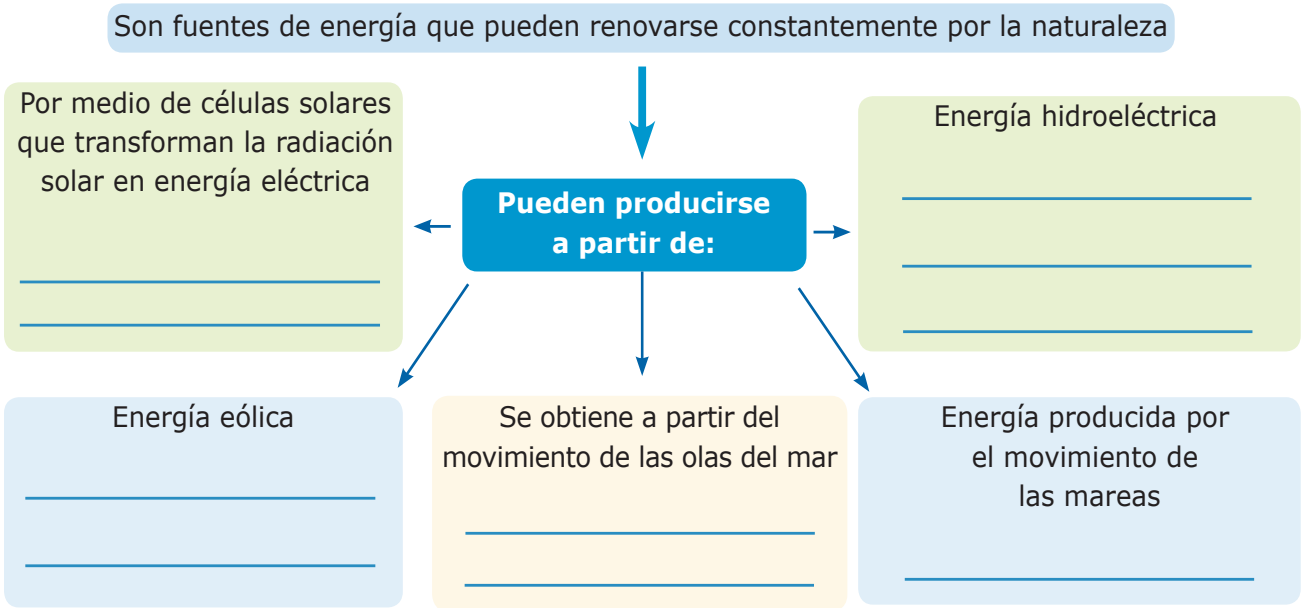 Son fuentes de energía que pueden renovarse constantemente por la naturaleza
Por medio de células solares
que transforman la radiación
solar en energía eléctrica
Pueden producirse
a partir de:
Energía hidroeléctrica
Energía eólica
Se obtiene a partir del
movimiento de las olas del mar
Energía producida por
el movimiento de
las mareas